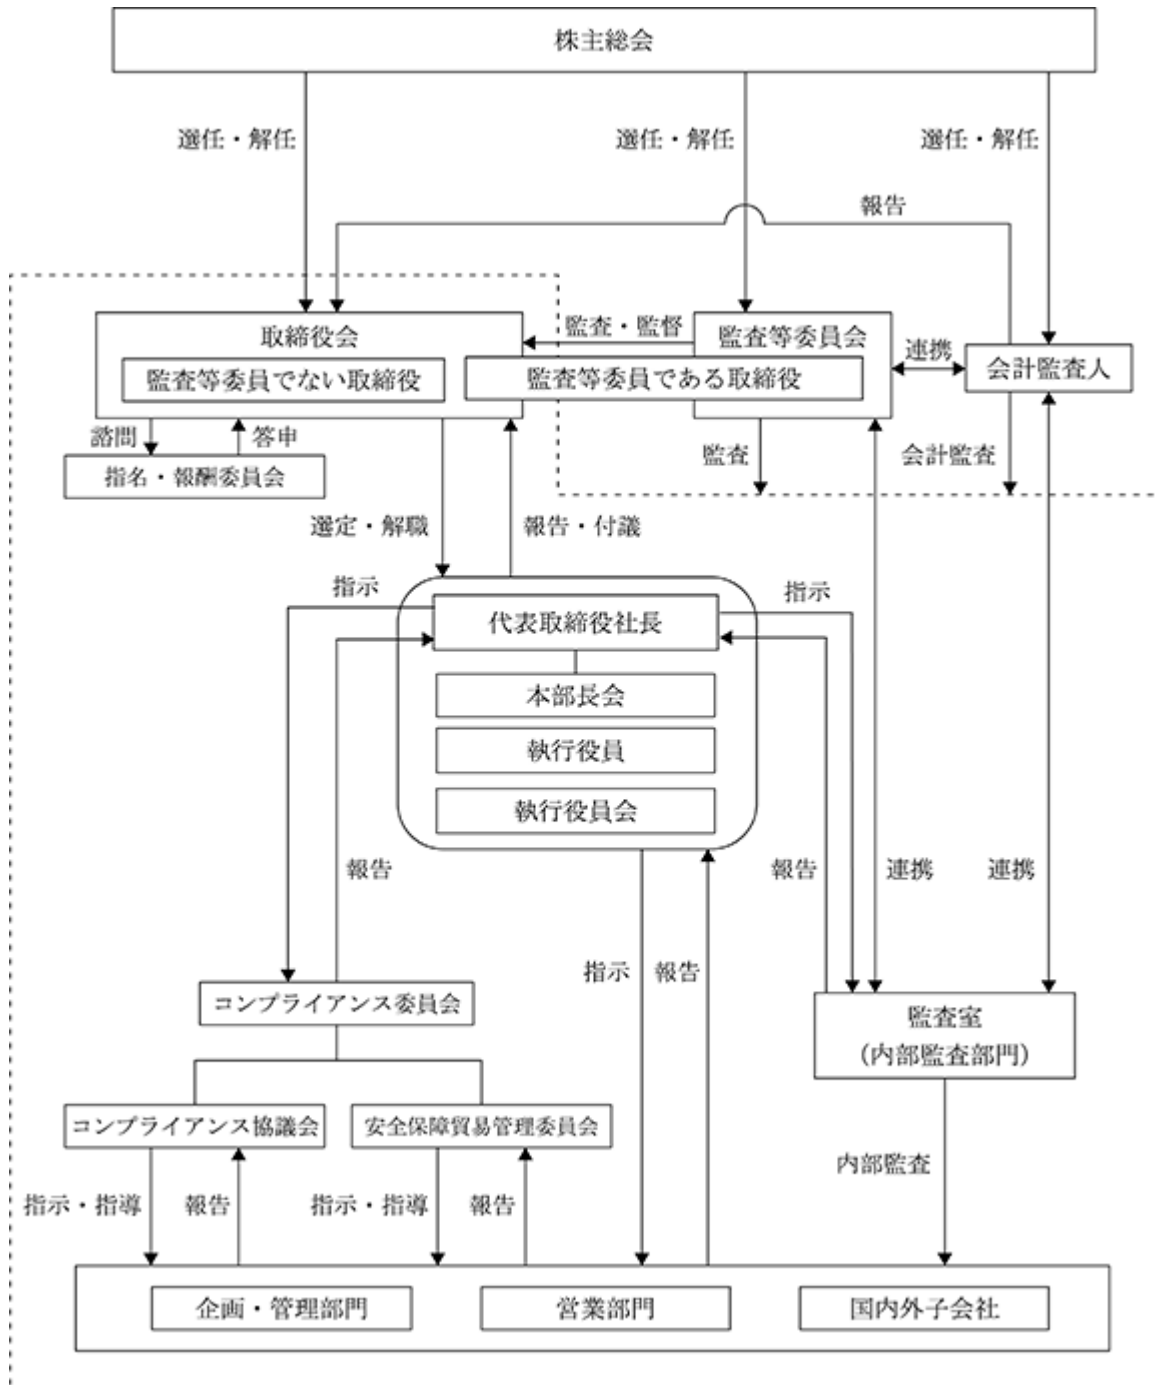 株主総会
選任・解任
選任・解任
選任・解任
報告
取締役会
監査・監督
監査等委員会
連携
会計監査人
監査等委員でない取締役
監査等委員である取締役
諮問
答申
監査
会計監査
指名・報酬委員会
選定・解職
報告・付議
指示
指示
代表取締役社長
本部長会
執行役員
執行役員会
報告
報告
連携
連携
指示
報告
コンプライアンス委員会
監査室
（内部監査部門）
コンプライアンス協議会
安全保障貿易管理委員会
内部監査
指示・指導
報告
指示・指導
報告
企画・管理部門
営業部門
国内外子会社